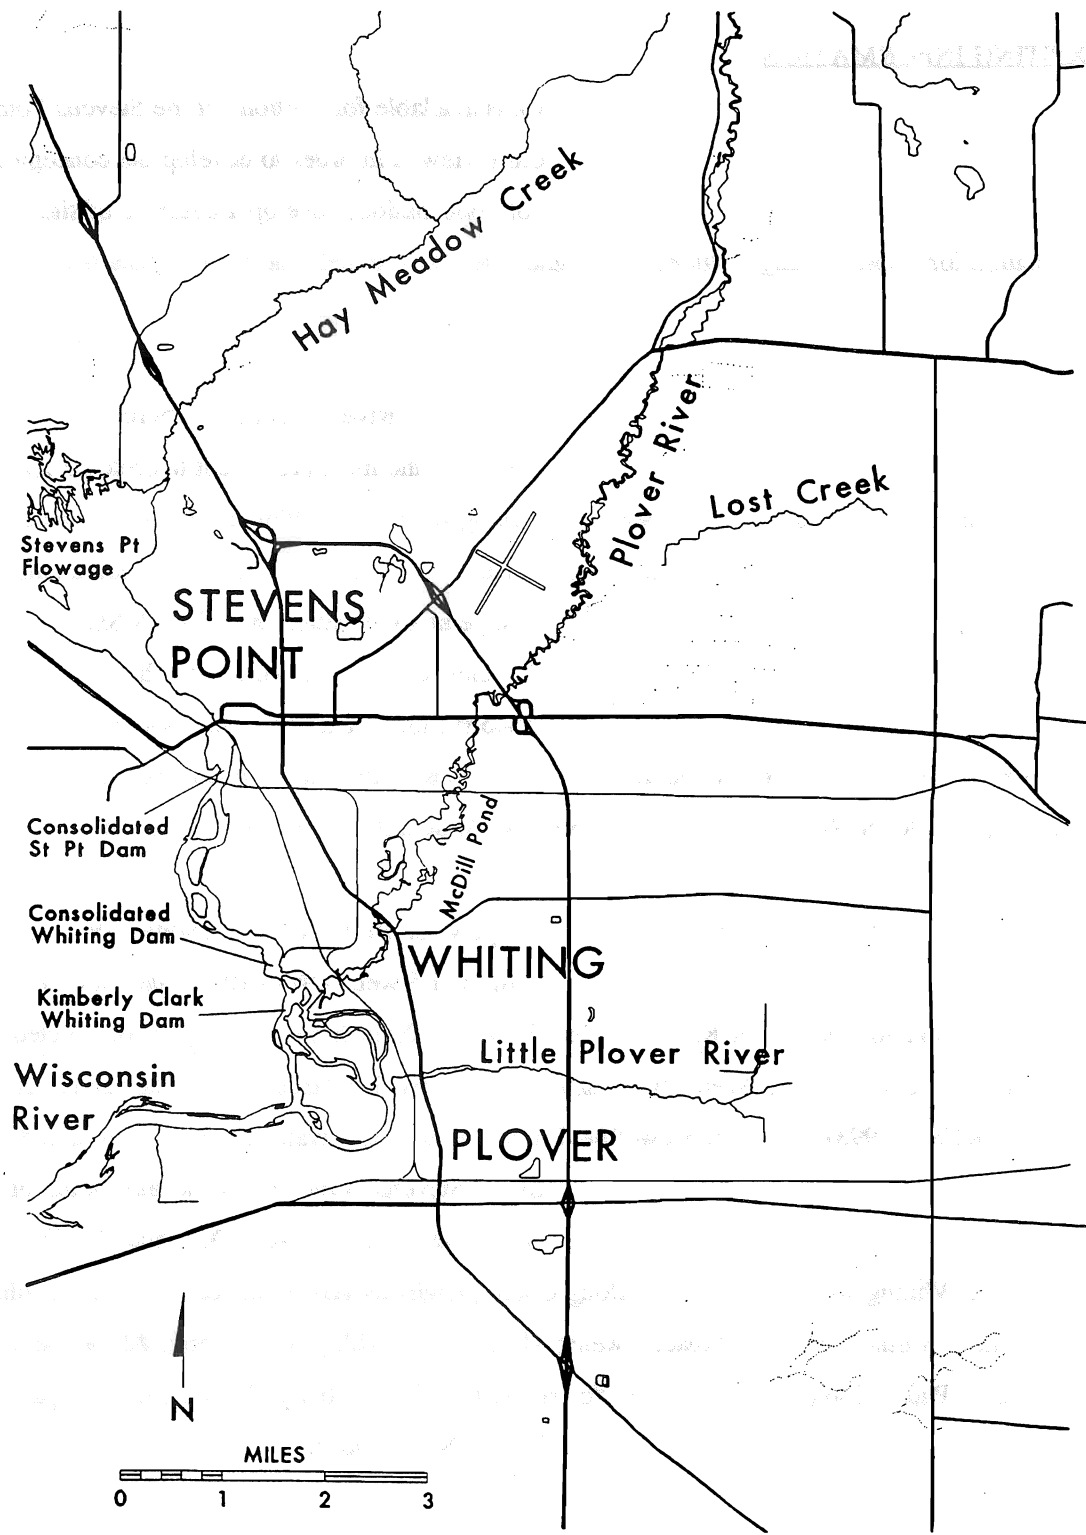 Hay Meadow Creek
Plover River
Lost Creek
Stevens Pt
Flowage
STEVENS
POINT
Consolidated
St Pt Dam
McDill Pond
Consolidated
Whiting Dam
WHITING
Kimberly Clark
Whiting Dam
Little Plover River
Wisconsin
River
PLOVER
N
MILES
0 1 2 3